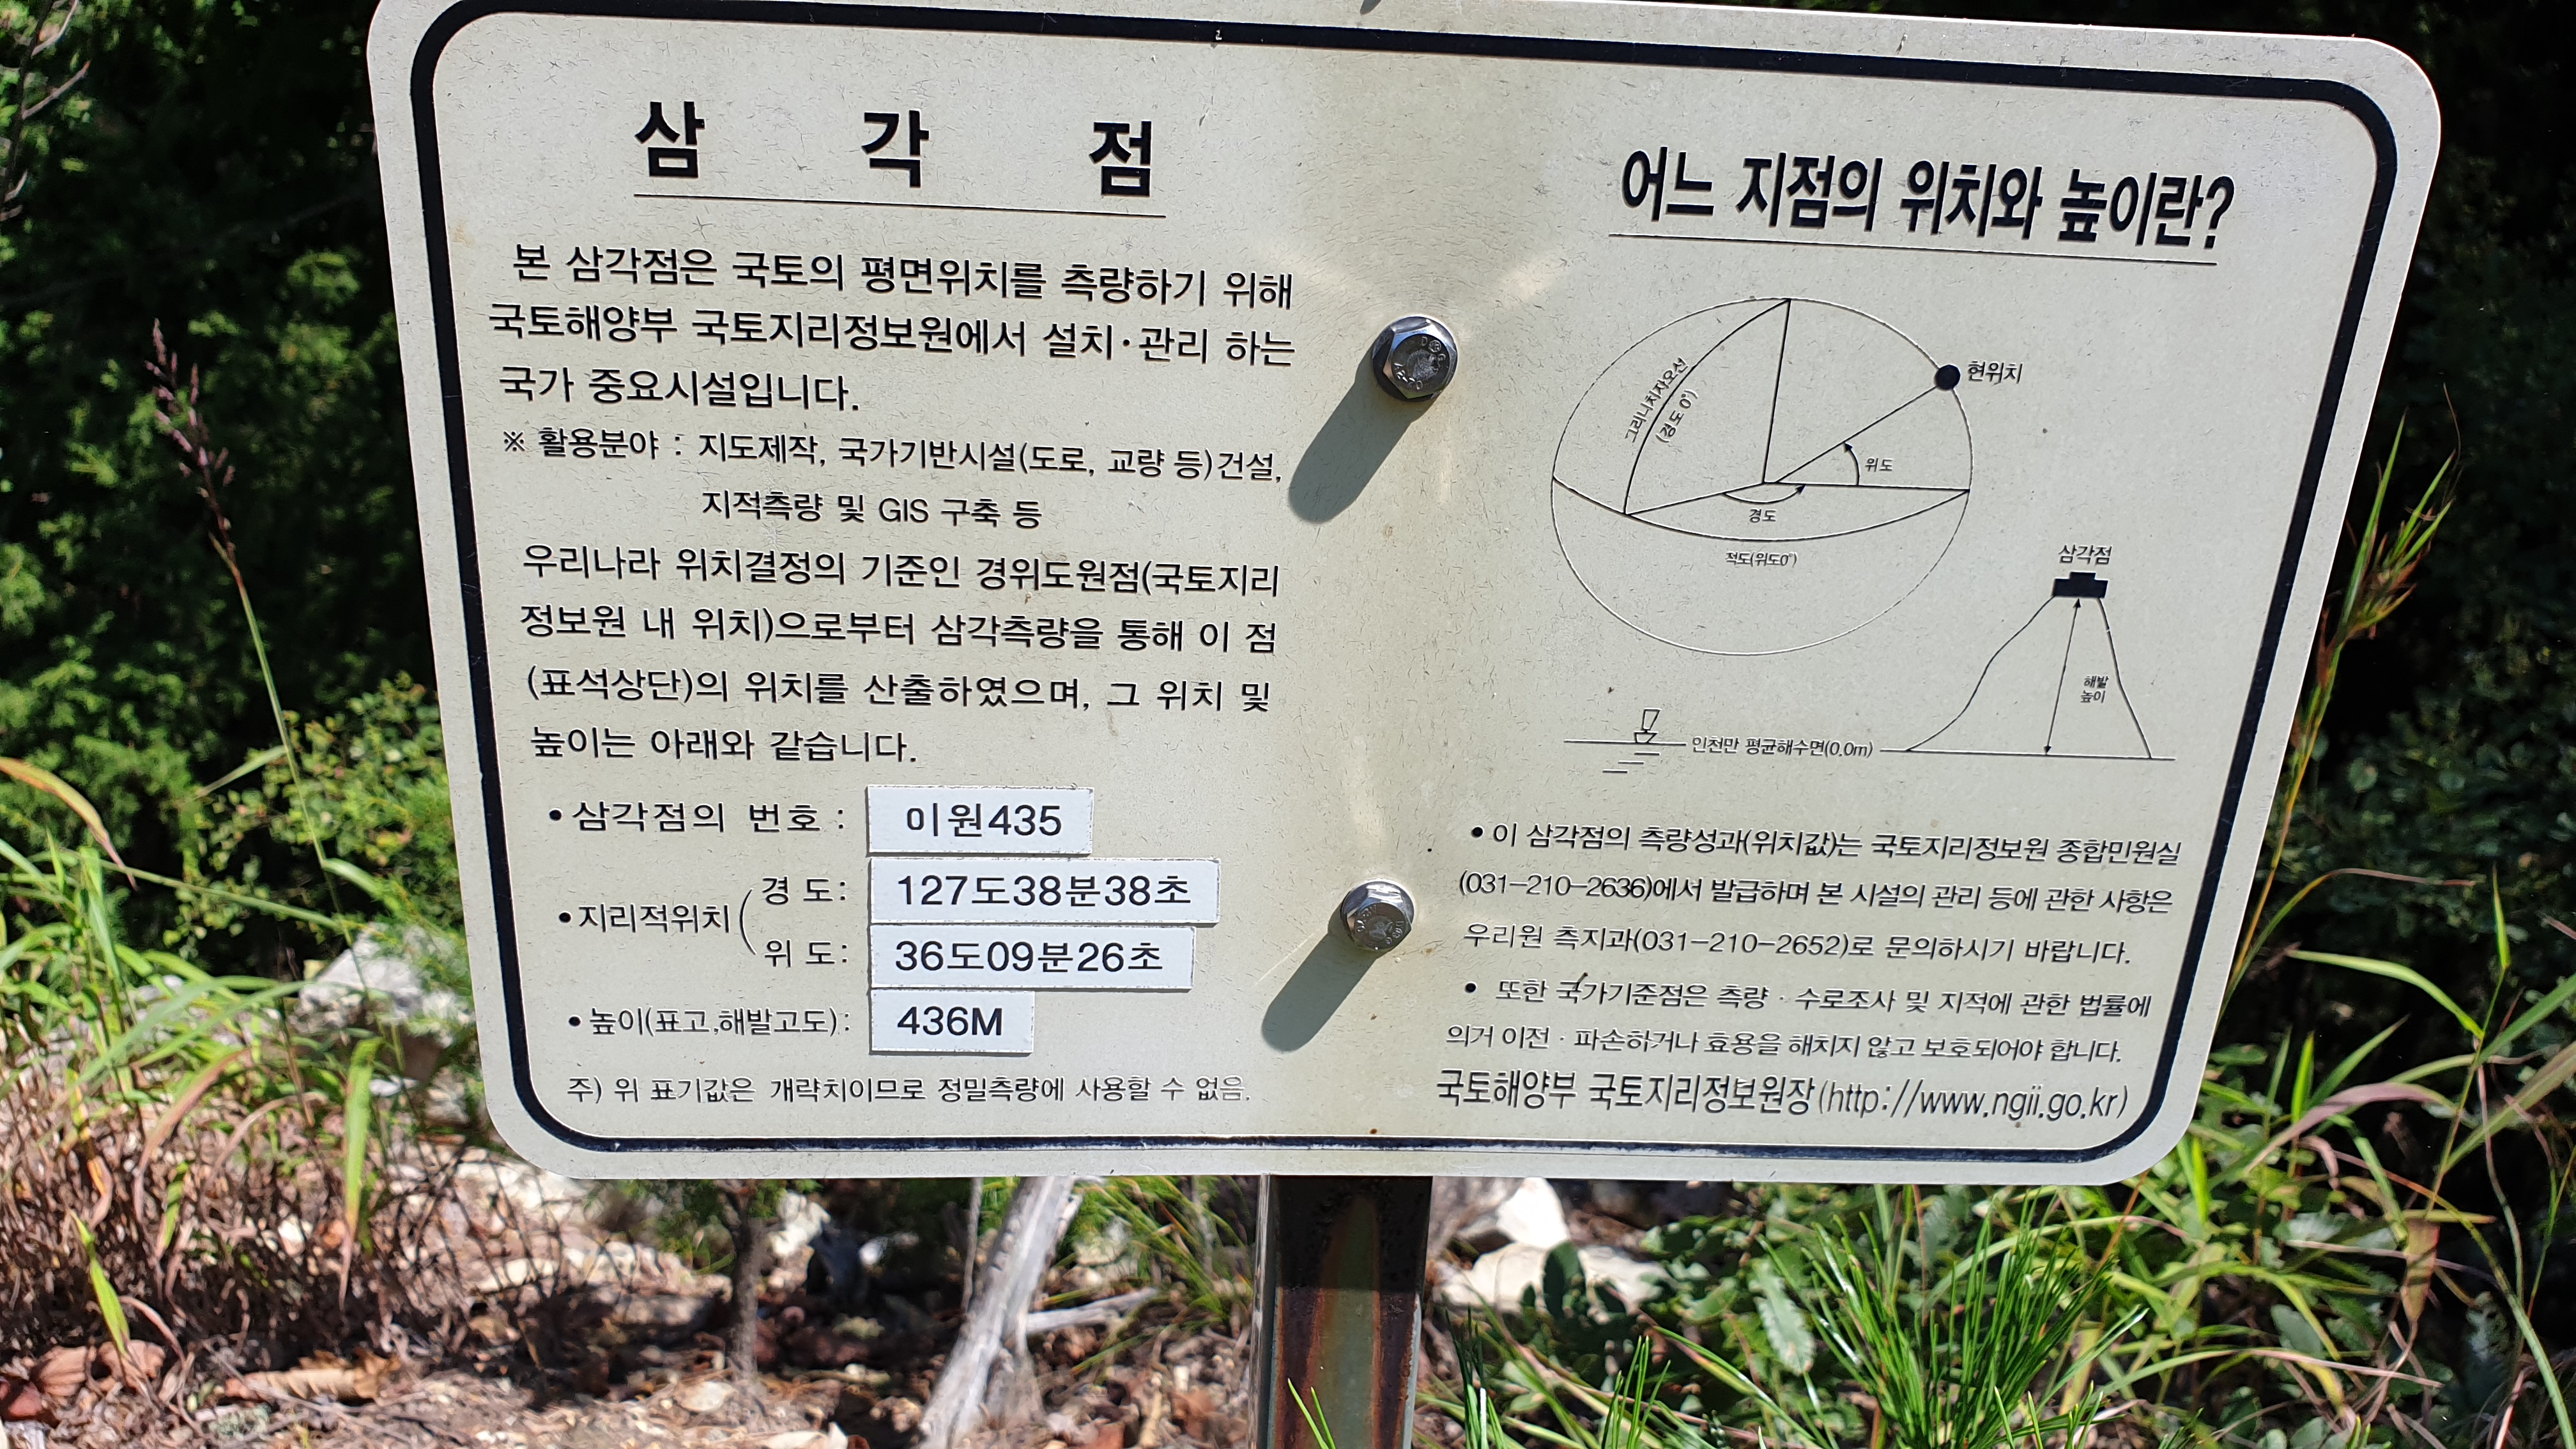 삼 각 점
본 삼각점은 국토의 평면위치를 측량하기 위해
국토해양부 국토지리정보원에서 설치·관리 하는
국가 중요시설입니다.
※ 활용분야 : 지도제작, 국가기반시설(도로, 교량 등)건설,
지적측량 및 GIS 구축 등
우리나라 위치결정의 기준인 경위도원점(국토지리
정보원 내 위치)으로부터 삼각측량을 통해 이 점
(표석상단)의 위치를 산출하였으며, 그 위치 및
높이는 아래와 같습니다.
• 삼각점의 번호 : 이원435
• 지리적위치 ( 경 도: 127도38분38초
위 도: 36도09분26초
• 높이(표고,해발고도): 436M
주) 위 표기값은 개략치이므로 정밀측량에 사용할 수 없음.
어느 지점의 위치와 높이란?
현위치
그리니치자오선
(경도 0°)
위도
경도
적도(위도0°)
삼각점
해발
높이
인천만 평균해수면(0.0m)
• 이 삼각점의 측량성과(위치값)는 국토지리정보원 종합민원실
(031-210-2636)에서 발급하며 본 시설의 관리 등에 관한 사항은
우리원 측지과(031-210-2652)로 문의하시기 바랍니다.
• 또한 국가기준점은 측량 · 수로조사 및 지적에 관한 법률에
의거 이전 · 파손하거나 효용을 해치지 않고 보호되어야 합니다.
국토해양부 국토지리정보원장(http://www.ngii.go.kr)